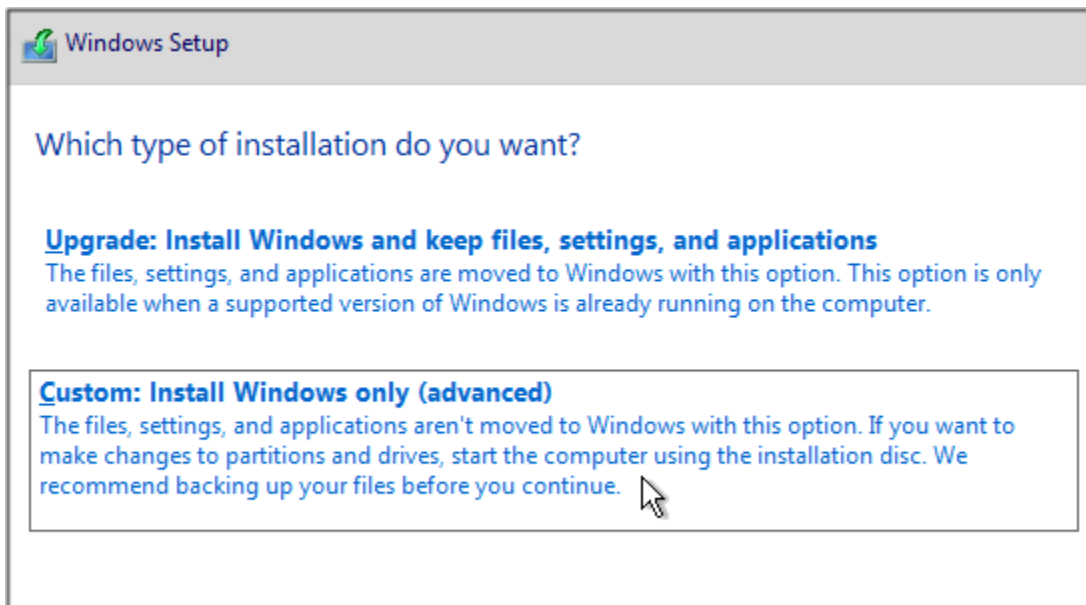 Windows Setup
Which type of installation do you want?
Upgrade: Install Windows and keep files, settings, and applications
The files, settings, and applications are moved to Windows with this option. This option is only
available when a supported version of Windows is already running on the computer.
Custom: Install Windows only (advanced)
The files, settings, and applications aren't moved to Windows with this option. If you want to
make changes to partitions and drives, start the computer using the installation disc. We
recommend backing up your files before you continue.